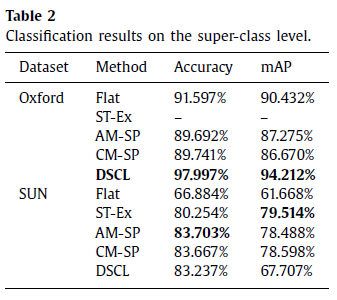 Table 2
Classification results on the super-class level.
Dataset Method Accuracy mAP
Oxford Flat 91.597% 90.432%
ST-Ex – –
AM-SP 89.692% 87.275%
CM-SP 89.741% 86.670%
DSCL 97.997% 94.212%
SUN Flat 66.884% 61.668%
ST-Ex 80.254% 79.514%
AM-SP 83.703% 78.488%
CM-SP 83.667% 78.598%
DSCL 83.237% 67.707%